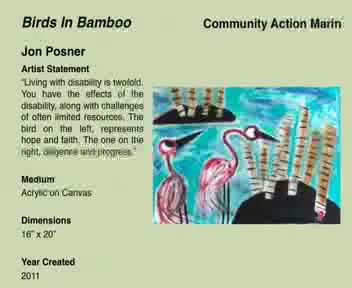 Birds In Bamboo
Community Action Marin
Jon Posner
Artist Statement
“Living with disability is twofold.
You have the effects of the
disability, along with challenges
of often limited resources. The
bird on the left, represents
hope and faith. The one on the
right, diligence and progress.”
Medium
Acrylic on Canvas
Dimensions
16” x 20”
Year Created
2011